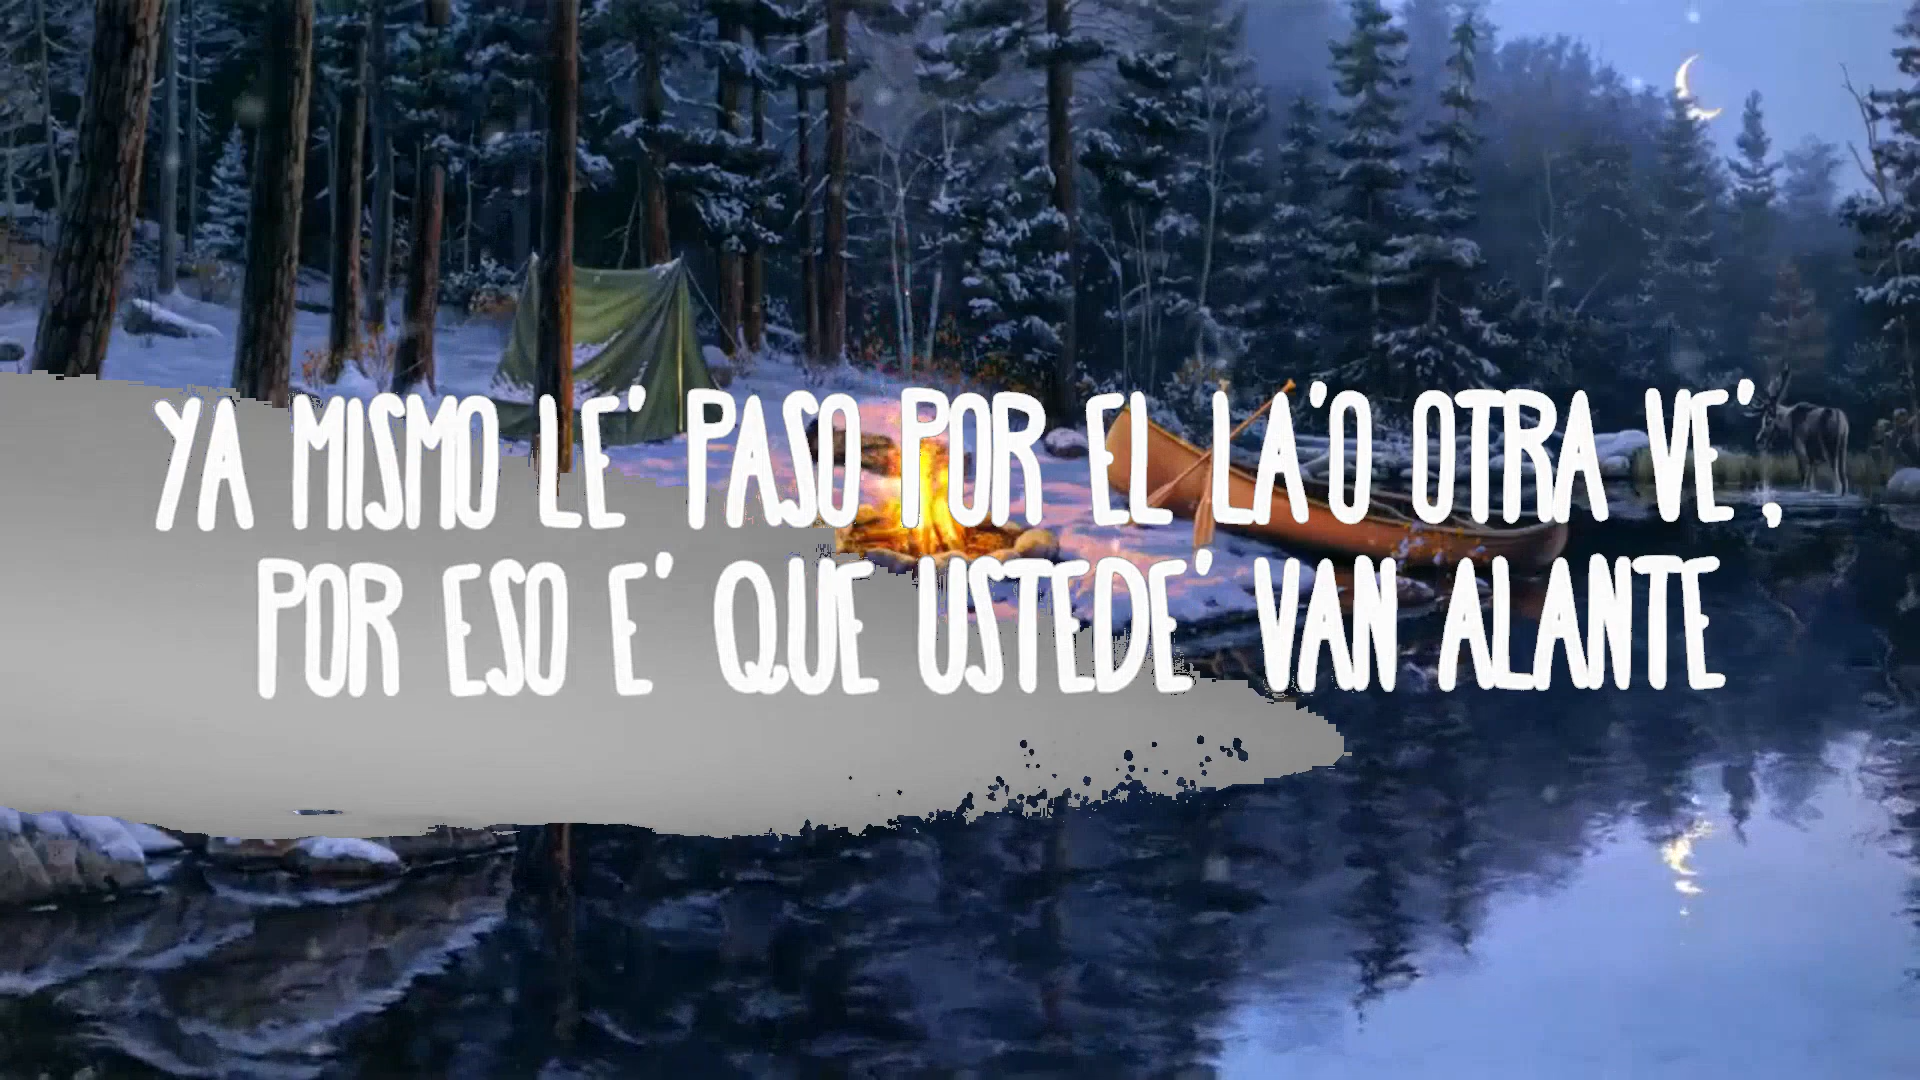 YA MISMO LE' PASO POR EL LA'O OTRA VE',
POR ESO E' QUE USTEDE' VAN ALANTE